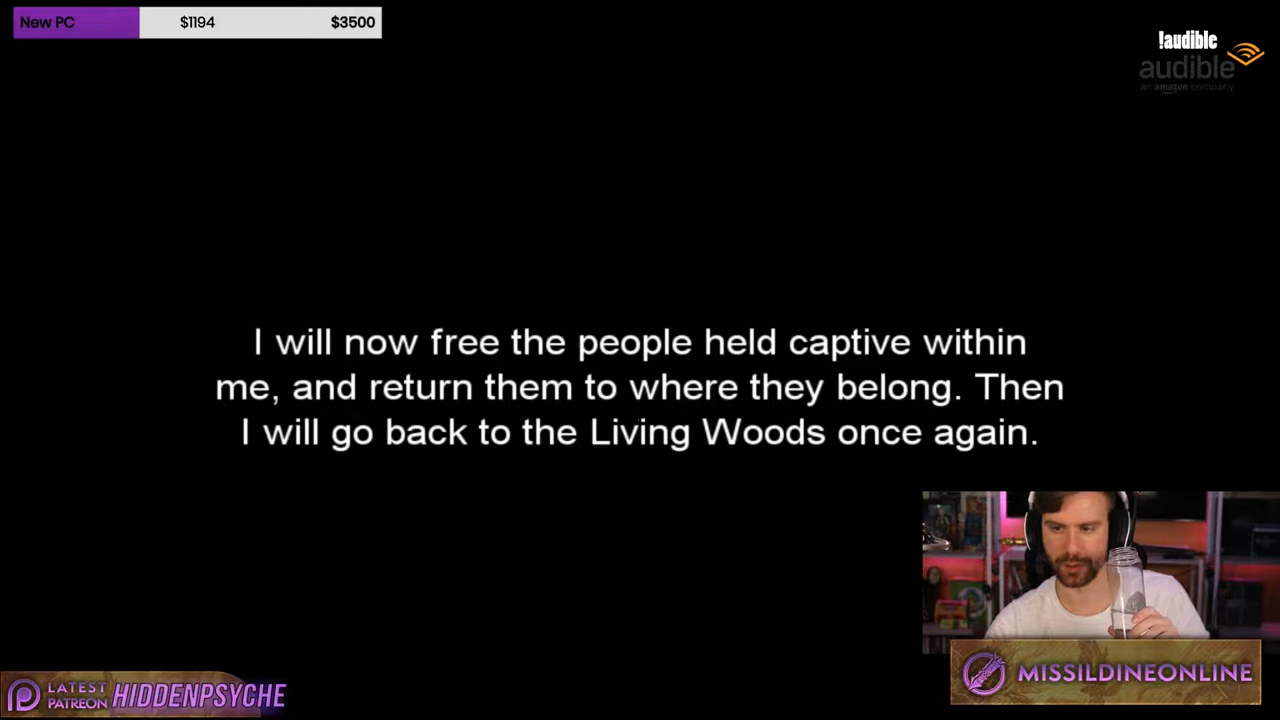 New PC $1194 $3500
!audible
audible
an amazon company
I will now free the people held captive within
me, and return them to where they belong. Then
I will go back to the Living Woods once again.
MISSILDINEONLINE
LATEST
PATREON HIDDENPSYCHE